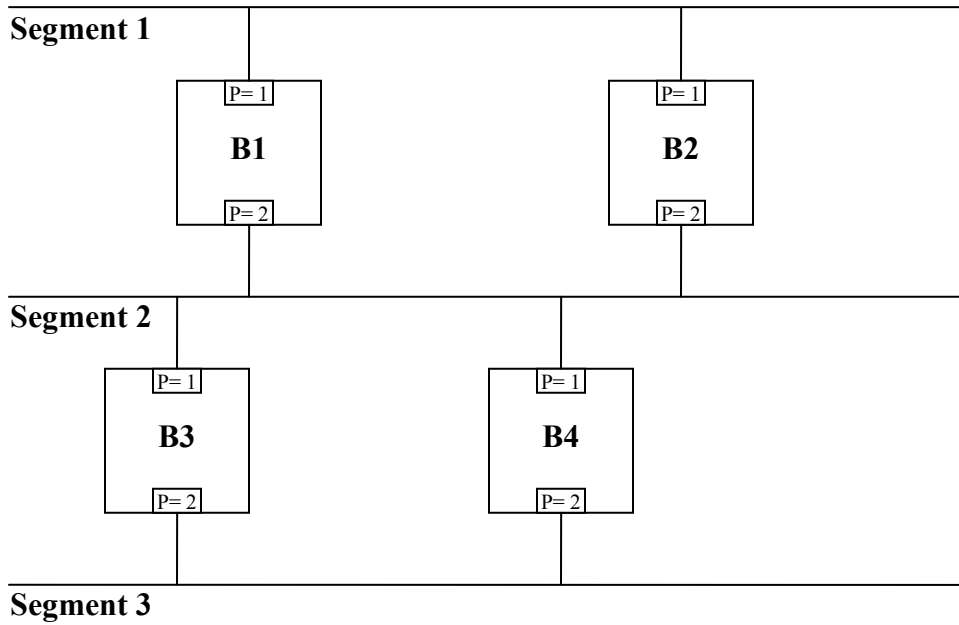 Segment 1
P= 1
P= 1
B1
B2
P= 2
P= 2
Segment 2
P= 1
P= 1
B3
B4
P= 2
P= 2
Segment 3